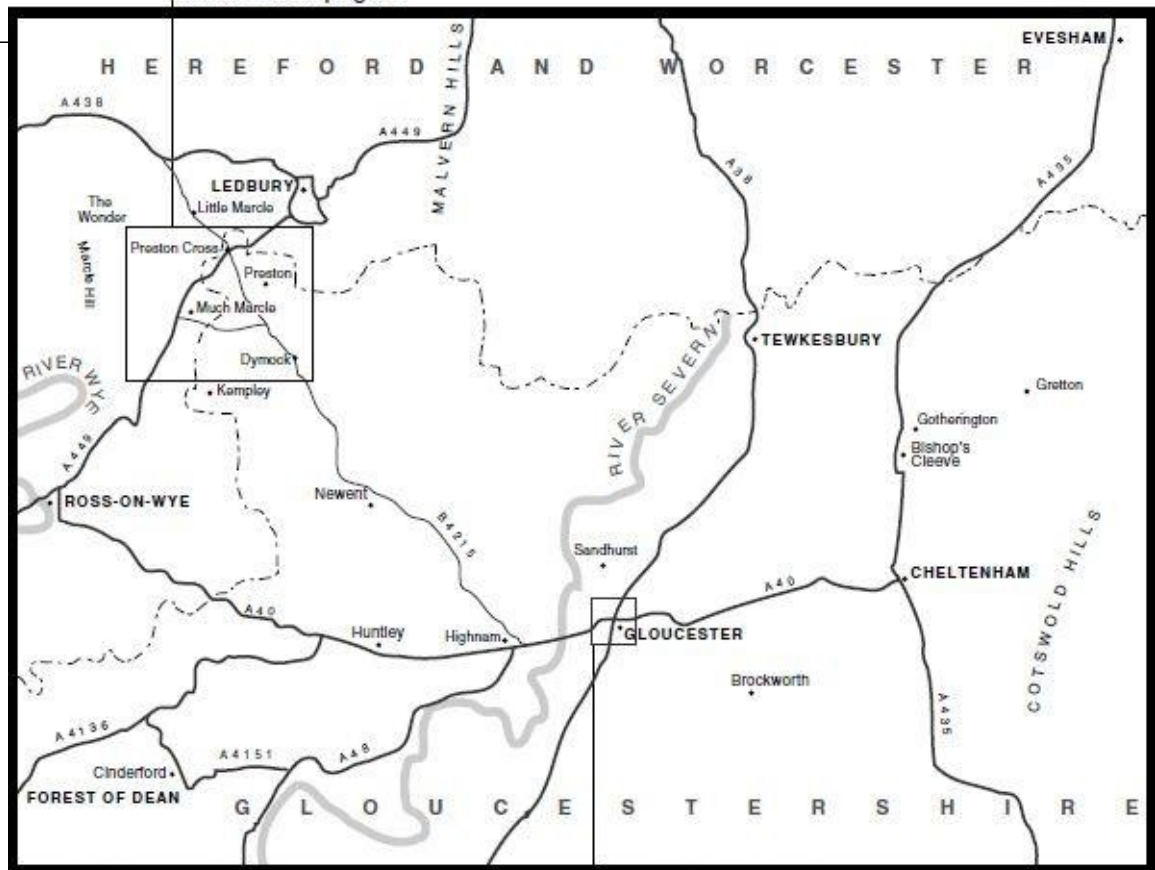 EVESHAM
HEREFORD AND WORCESTER
A438
A449
MALVERN HILLS
A38
A435
LEDBURY
The
Wonder
Little Marcle
Marcle Hill
Preston Cross
Preston
Much Marcle
Dymock
TEWKESBURY
RIVER WYE
Kempley
RIVER SEVERN
Gretton
Gotherington
Bishop's
Cleeve
A449
ROSS-ON-WYE
Newent
B4215
Sandhurst
COTSWOLD HILLS
CHELTENHAM
A40
A40
Huntley
Highnam
GLOUCESTER
Brockworth
A4136
A4151
A48
A435
Cinderford
FOREST OF DEAN
GLOUCESTERSHIRE